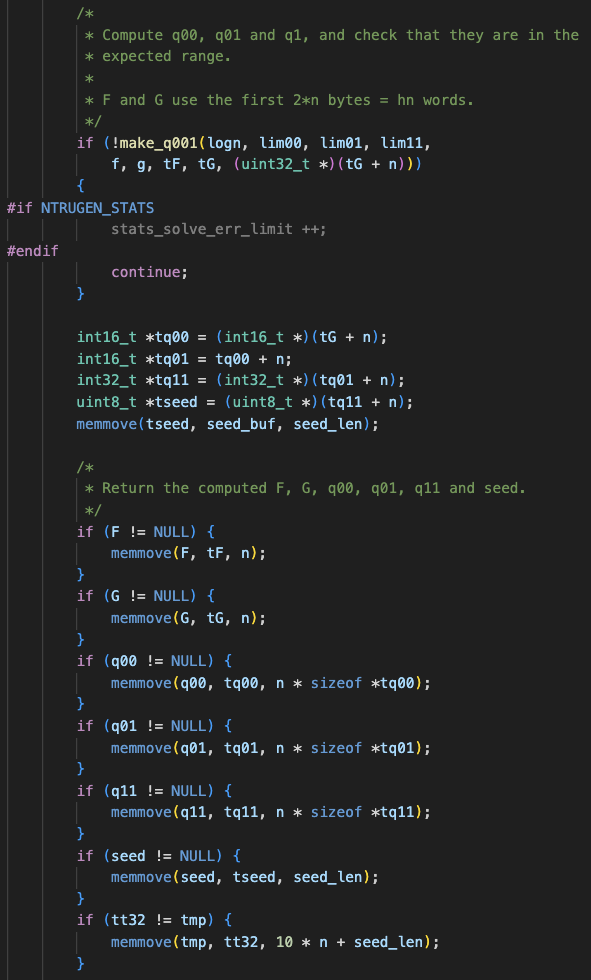 /*
 * Compute q00, q01 and q1, and check that they are in the
 * expected range.
 *
 * F and G use the first 2*n bytes = hn words.
 */
if (!make_q001(logn, lim00, lim01, lim11,
    f, g, tF, tG, (uint32_t *)(tG + n)))
{
#if NTRUGEN_STATS
    stats_solve_err_limit ++;
#endif
    continue;
}

int16_t *tq00 = (int16_t *)(tG + n);
int16_t *tq01 = tq00 + n;
int32_t *tq11 = (int32_t *)(tq01 + n);
uint8_t *tseed = (uint8_t *)(tq11 + n);
memmove(tseed, seed_buf, seed_len);

/*
 * Return the computed F, G, q00, q01, q11 and seed.
 */
if (F != NULL) {
    memmove(F, tF, n);
}
if (G != NULL) {
    memmove(G, tG, n);
}
if (q00 != NULL) {
    memmove(q00, tq00, n * sizeof *tq00);
}
if (q01 != NULL) {
    memmove(q01, tq01, n * sizeof *tq01);
}
if (q11 != NULL) {
    memmove(q11, tq11, n * sizeof *tq11);
}
if (seed != NULL) {
    memmove(seed, tseed, seed_len);
}
if (tt32 != tmp) {
    memmove(tmp, tt32, 10 * n + seed_len);
}